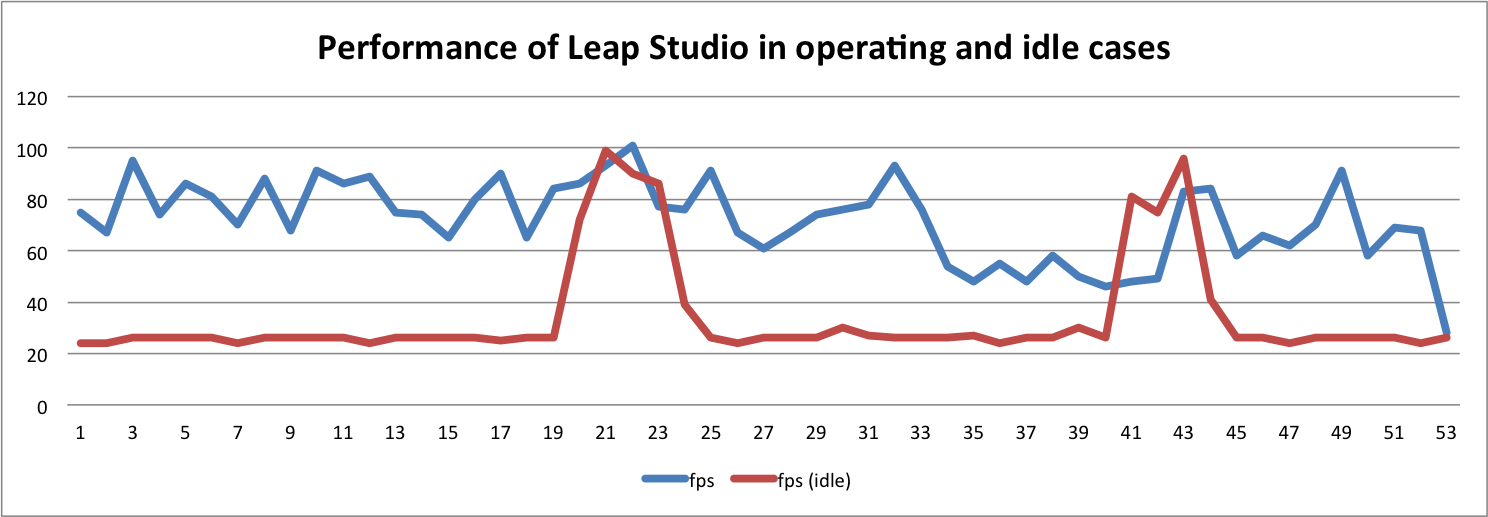 Performance of Leap Studio in operating and idle cases
120
100
80
60
40
20
0
1 3 5 7 9 11 13 15 17 19 21 23 25 27 29 31 33 35 37 39 41 43 45 47 49 51 53
fps fps (idle)